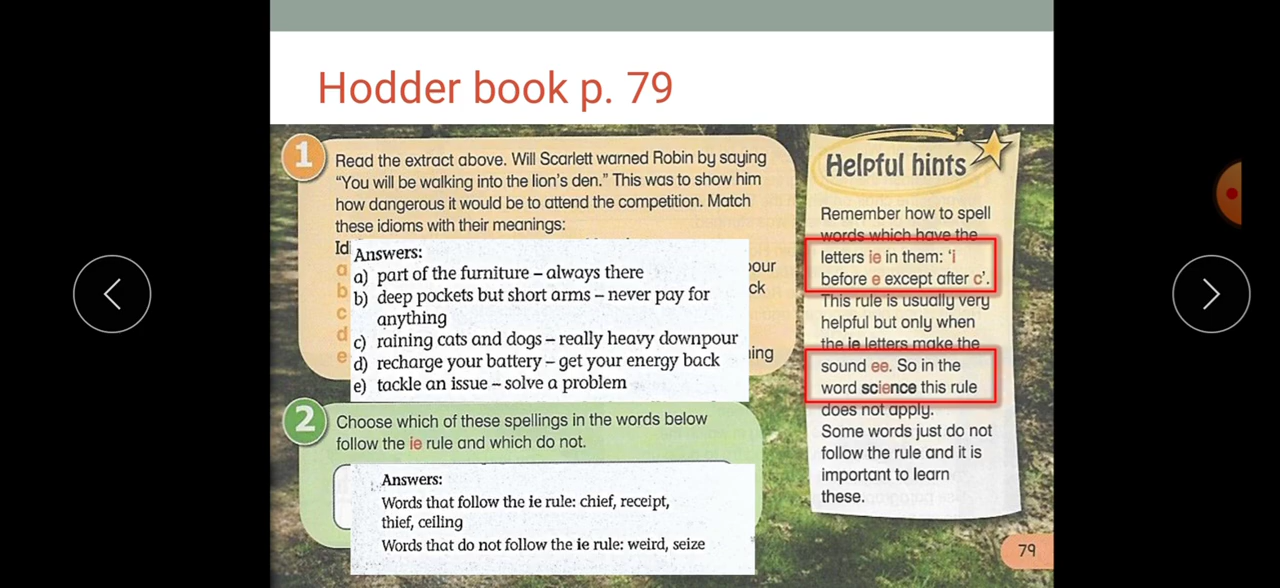 Hodder book p. 79
1
Read the extract above. Will Scarlett warned Robin by saying
"You will be walking into the lion's den." This was to show him
how dangerous it would be to attend the competition. Match
these idioms with their meanings:
Id
a
b
c
d
e
our
ck
ing
Answers:
a) part of the furniture – always there
b) deep pockets but short arms – never pay for
anything
c) raining cats and dogs – really heavy downpour
d) recharge your battery – get your energy back
e) tackle an issue – solve a problem
2
Choose which of these spellings in the words below
follow the ie rule and which do not.
Answers:
Words that follow the ie rule: chief, receipt,
thief, ceiling
Words that do not follow the ie rule: weird, seize
Helpful hints
Remember how to spell
words which have the
letters ie in them: 'i
before e except after c'.
This rule is usually very
helpful but only when
the ie letters make the
sound ee. So in the
word science this rule
does not apply.
Some words just do not
follow the rule and it is
important to learn
these.
79